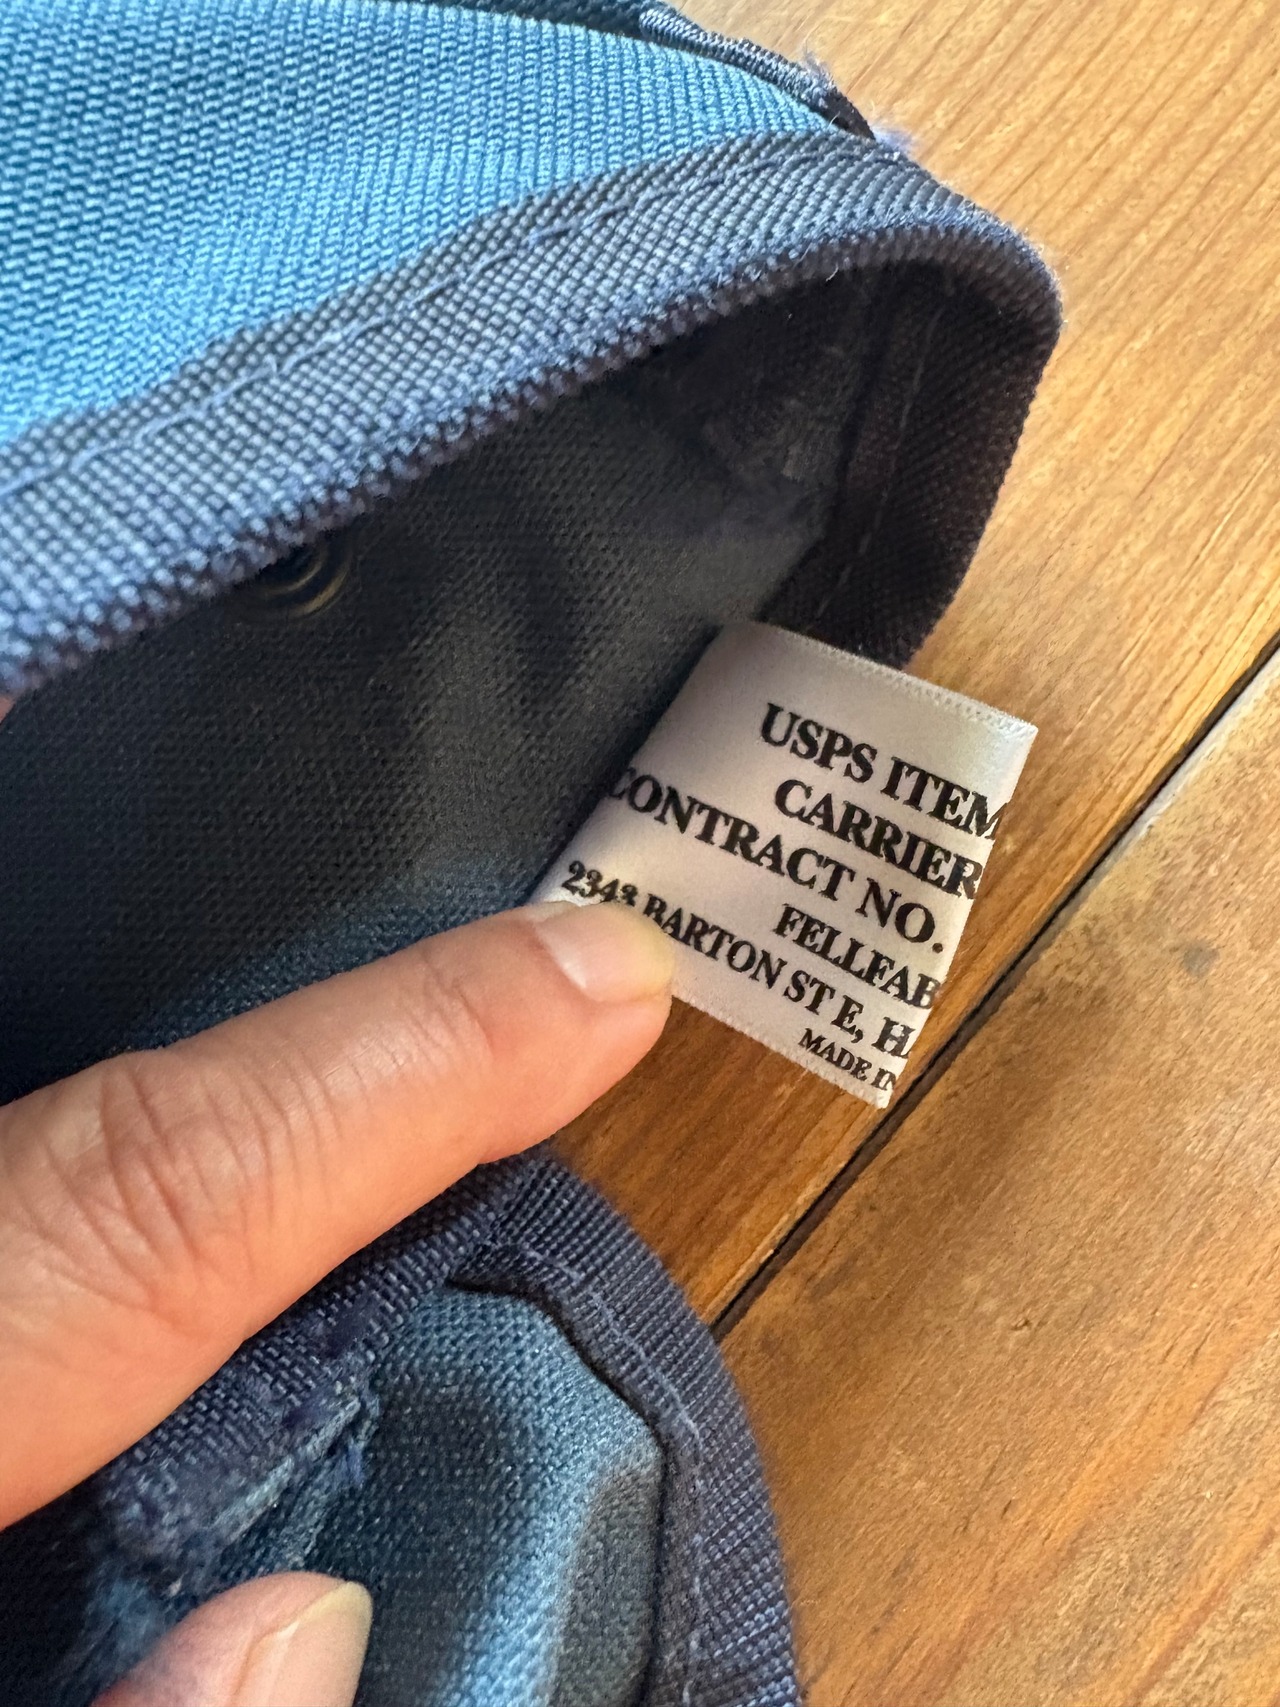 USPS ITEM
CARRIER
CONTRACT NO.
FELLFAB
2343 BARTON ST E, H
MADE IN